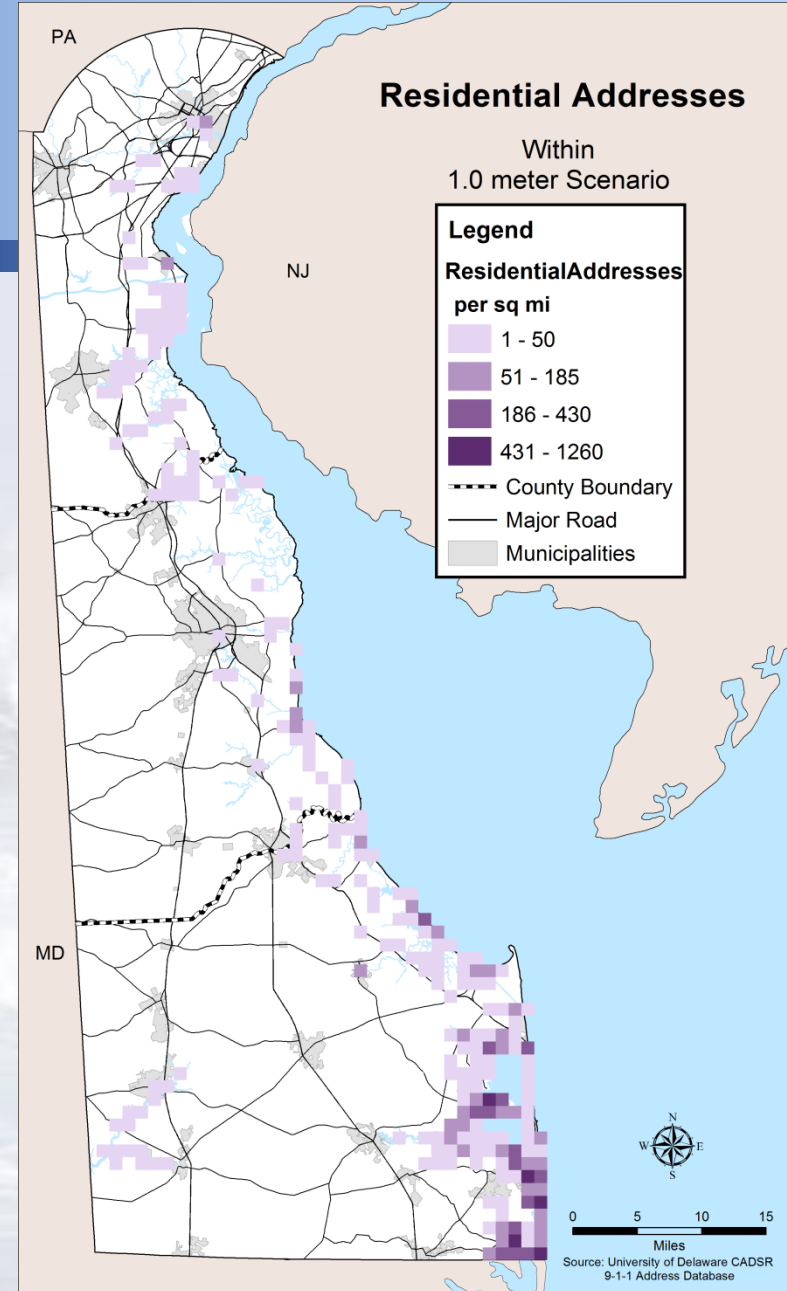 PA
Residential Addresses
Within
1.0 meter Scenario
Legend
ResidentialAddresses
per sq mi
1 - 50
51 - 185
186 - 430
431 - 1260
County Boundary
Major Road
Municipalities
NJ
MD
N
W E
S
0 5 10 15
Miles
Source: University of Delaware CADSR
9-1-1 Address Database